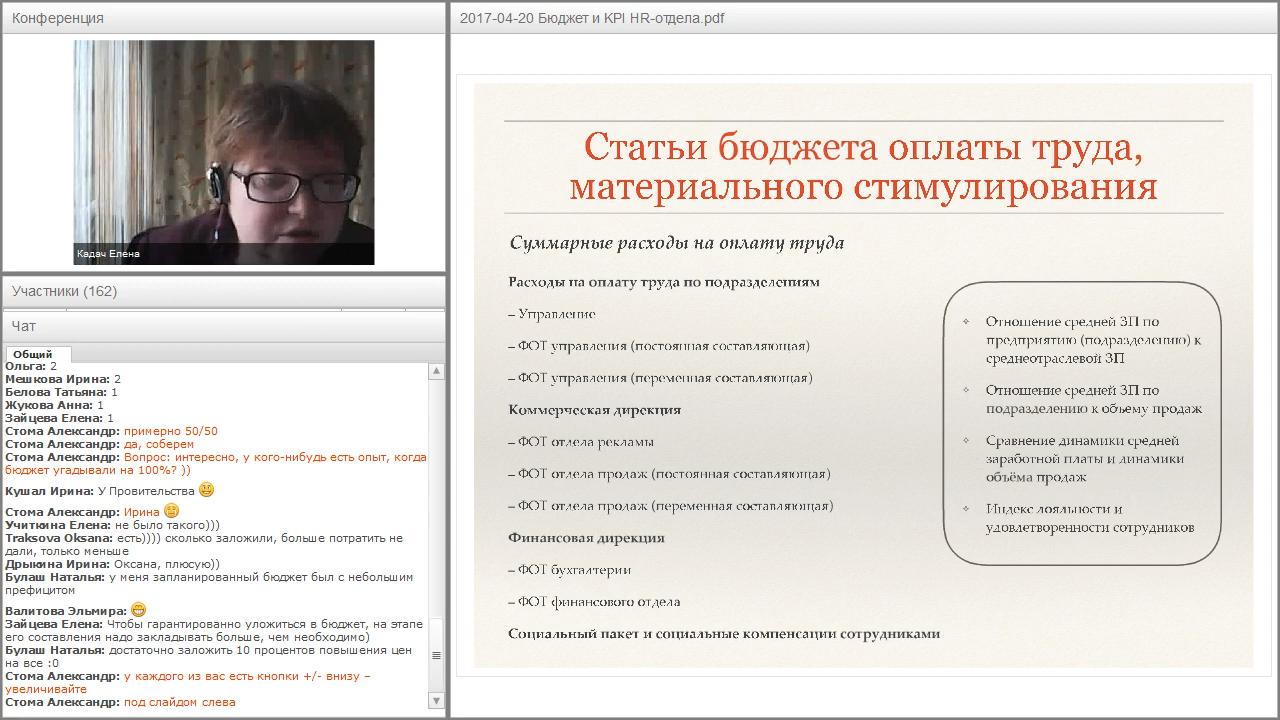 Конференция
Кадач Елена
Участники (162)
Чат
Общий
Ольга: 2
Мешкова Ирина: 2
Белова Татьяна: 1
Жукова Анна: 1
Зайцева Елена: 1
Стома Александр: примерно 50/50
Стома Александр: да, соберем
Стома Александр: Вопрос: интересно, у кого-нибудь есть опыт, когда
бюджет угадывали на 100%? ))
Кушал Ирина: У Провительства
Стома Александр: Ирина
Учиткина Елена: не было такого)))
Traksova Oksana: есть)))) сколько заложили, больше потратить не
дали, только меньше
Дрыкина Ирина: Оксана, плюсую))
Булаш Наталья: у меня запланированный бюджет был с небольшим
префицитом
Валитова Эльмира:
Зайцева Елена: Чтобы гарантированно уложиться в бюджет, на этапе
его составления надо закладывать больше, чем необходимо)
Булаш Наталья: достаточно заложить 10 процентов повышения цен
на все :0
Стома Александр: у каждого из вас есть кнопки +/- внизу –
увеличивайте
Стома Александр: под слайдом слева
2017-04-20 Бюджет и KPI HR-отдела.pdf
Статьи бюджета оплаты труда,
материального стимулирования
Суммарные расходы на оплату труда
Расходы на оплату труда по подразделениям
– Управление
– ФОТ управления (постоянная составляющая)
– ФОТ управления (переменная составляющая)
Коммерческая дирекция
– ФОТ отдела рекламы
– ФОТ отдела продаж (постоянная составляющая)
– ФОТ отдела продаж (переменная составляющая)
Финансовая дирекция
– ФОТ бухгалтерии
– ФОТ финансового отдела
Социальный пакет и социальные компенсации сотрудниками
Отношение средней ЗП по
предприятию (подразделению) к
среднеотраслевой ЗП
Отношение средней ЗП по
подразделению к объему продаж
Сравнение динамики средней
заработной платы и динамики
объёма продаж
Индекс лояльности и
удовлетворенности сотрудников